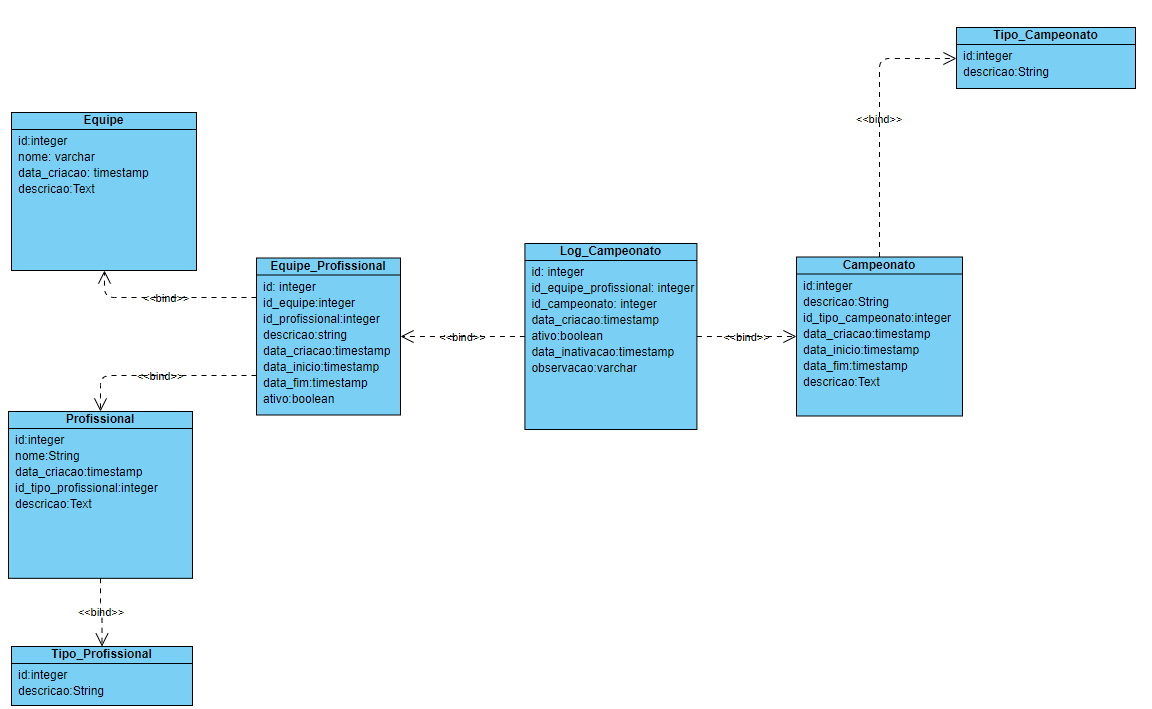 Tipo_Campeonato
id:integer
descricao:String
<<bind>>
Equipe
id:integer
nome: varchar
data_criacao: timestamp
descricao:Text
<<bind>>
Equipe_Profissional
id: integer
id_equipe:integer
id_profissional:integer
descricao:string
data_criacao:timestamp
data_inicio:timestamp
data_fim:timestamp
ativo:boolean
<<bind>>
Log_Campeonato
id: integer
id_equipe_profissional: integer
id_campeonato: integer
data_criacao:timestamp
ativo:boolean
data_inativacao:timestamp
observacao:varchar
<<bind>>
Campeonato
id:integer
descricao:String
id_tipo_campeonato:integer
data_criacao:timestamp
data_inicio:timestamp
data_fim:timestamp
descricao:Text
<<bind>>
Profissional
id:integer
nome:String
data_criacao:timestamp
id_tipo_profissional:integer
descricao:Text
<<bind>>
Tipo_Profissional
id:integer
descricao:String